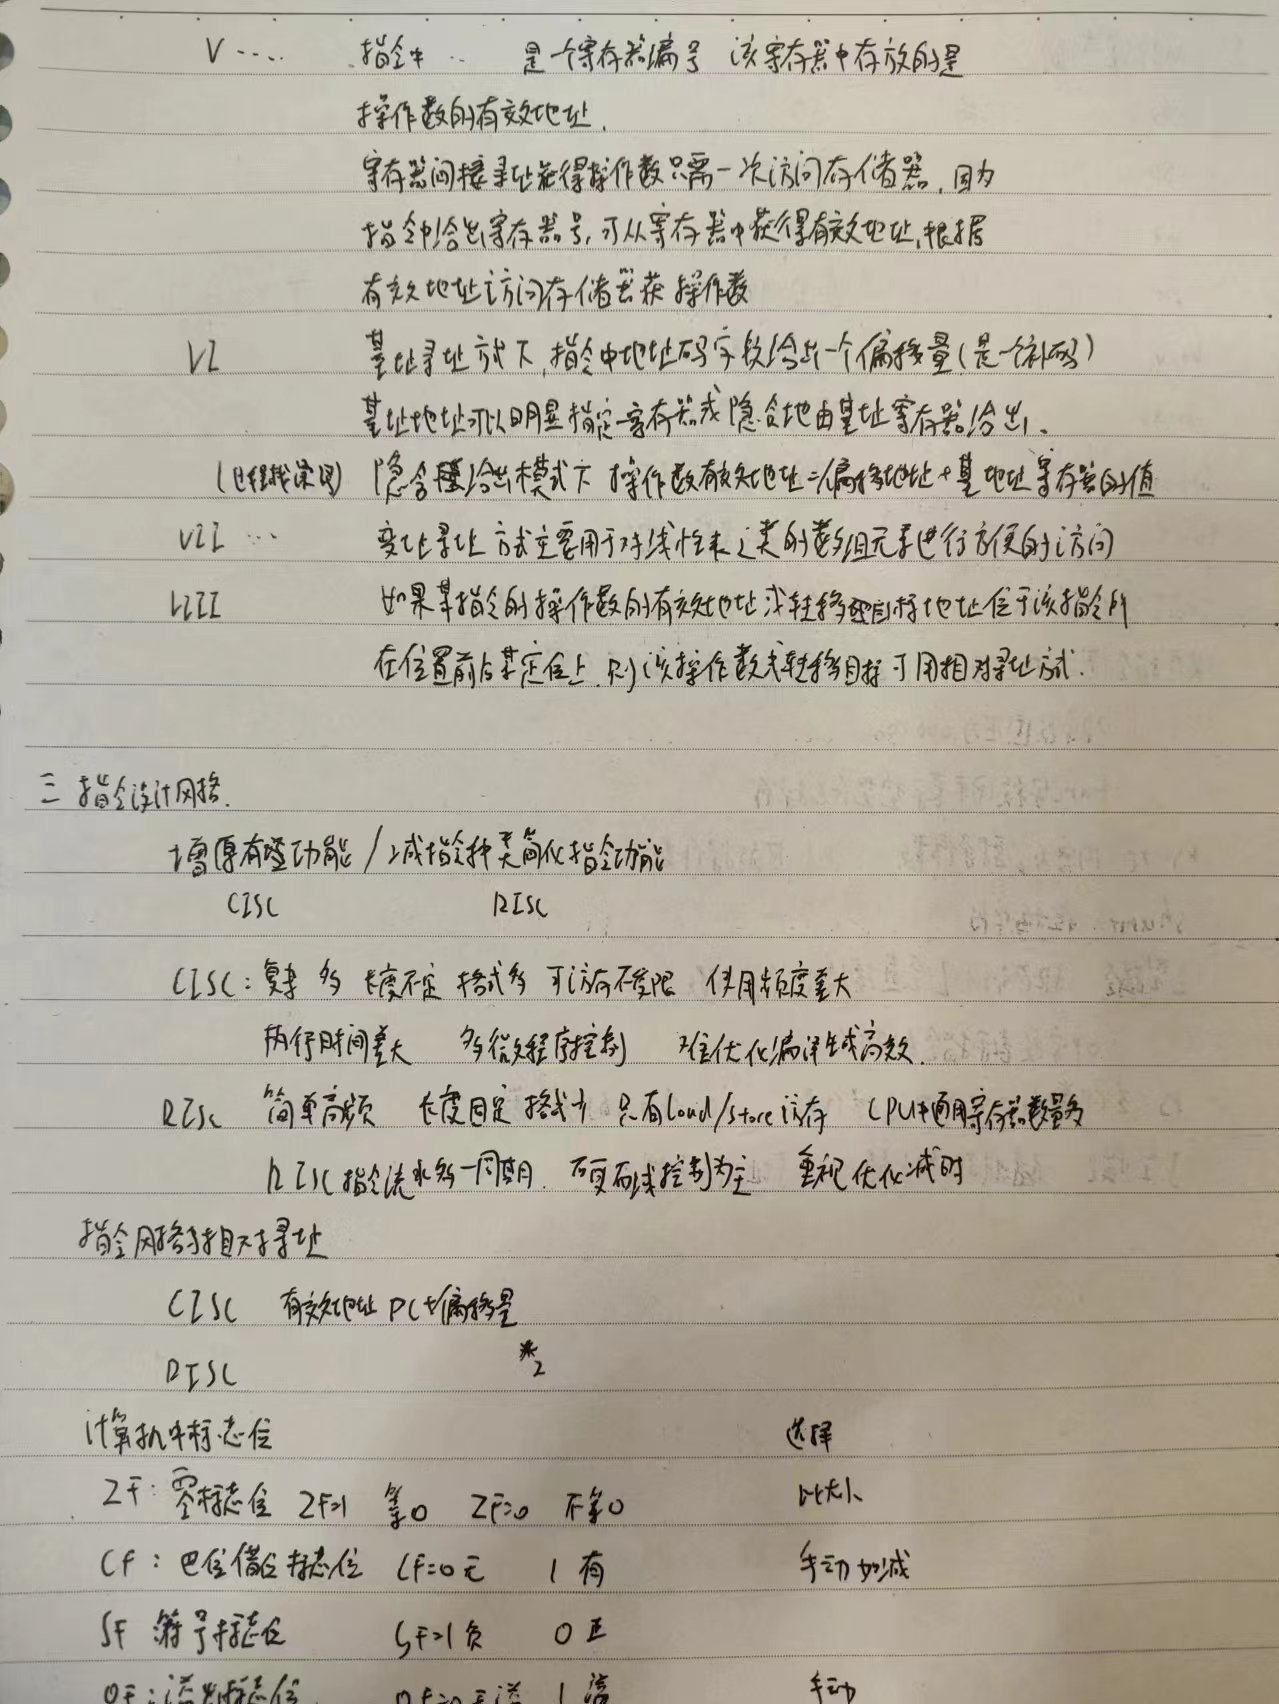 V ... 指令中 .. 是一个寄存器编号 该寄存器中存放的是
操作数的有效地址.
寄存器间接寻址获得操作数只需一次访问存储器,因为
指令中给出寄存器号,可从寄存器中获得有效地址,根据
有效地址访问存储器获操作数
VI 基址寻址方式下,指令中地址码字段给出一个偏移量(是一个补码)
基址地址可以明显指定一寄存器或隐含地由基址寄存器给出.
隐含给出模式下 操作数有效地址=偏移地址+基地址寄存器的值
VII ... 变址寻址方式主要用于对线性表之类的数组元素进行方便的访问
VIII 如果某指令的操作数的有效地址或转移目标地址位于该指令所
在位置前后某定位上,则该操作数或转移目标可用相对寻址方式.
三 指令设计风格.
增原有功能/减指令种类简化指令功能
CISC RISC
CISC: 复杂 多 长度不定 格式多 可访存不受限 使用频度差大
执行时间差大 多微程序控制 难优化编译生成高效.
RISC 简单高频 长度固定 格式少 只有load/store访存 CPU中通用寄存器数量多
RISC指令流水多一周期. 硬布线控制为主 重视优化减时
指令风格与相对寻址
CISC 有效地址 PC+偏移量
RISC *2
计算机中标志位 选择
ZF: 零标志位 ZF=1 等0 ZF=0 不等0 比大小
CF: 进位借位标志位 CF=0无 1有 手动加减
SF 符号标志位 SF=1负 0正
OF: 溢出标志位 OF=0无溢 1溢 手动